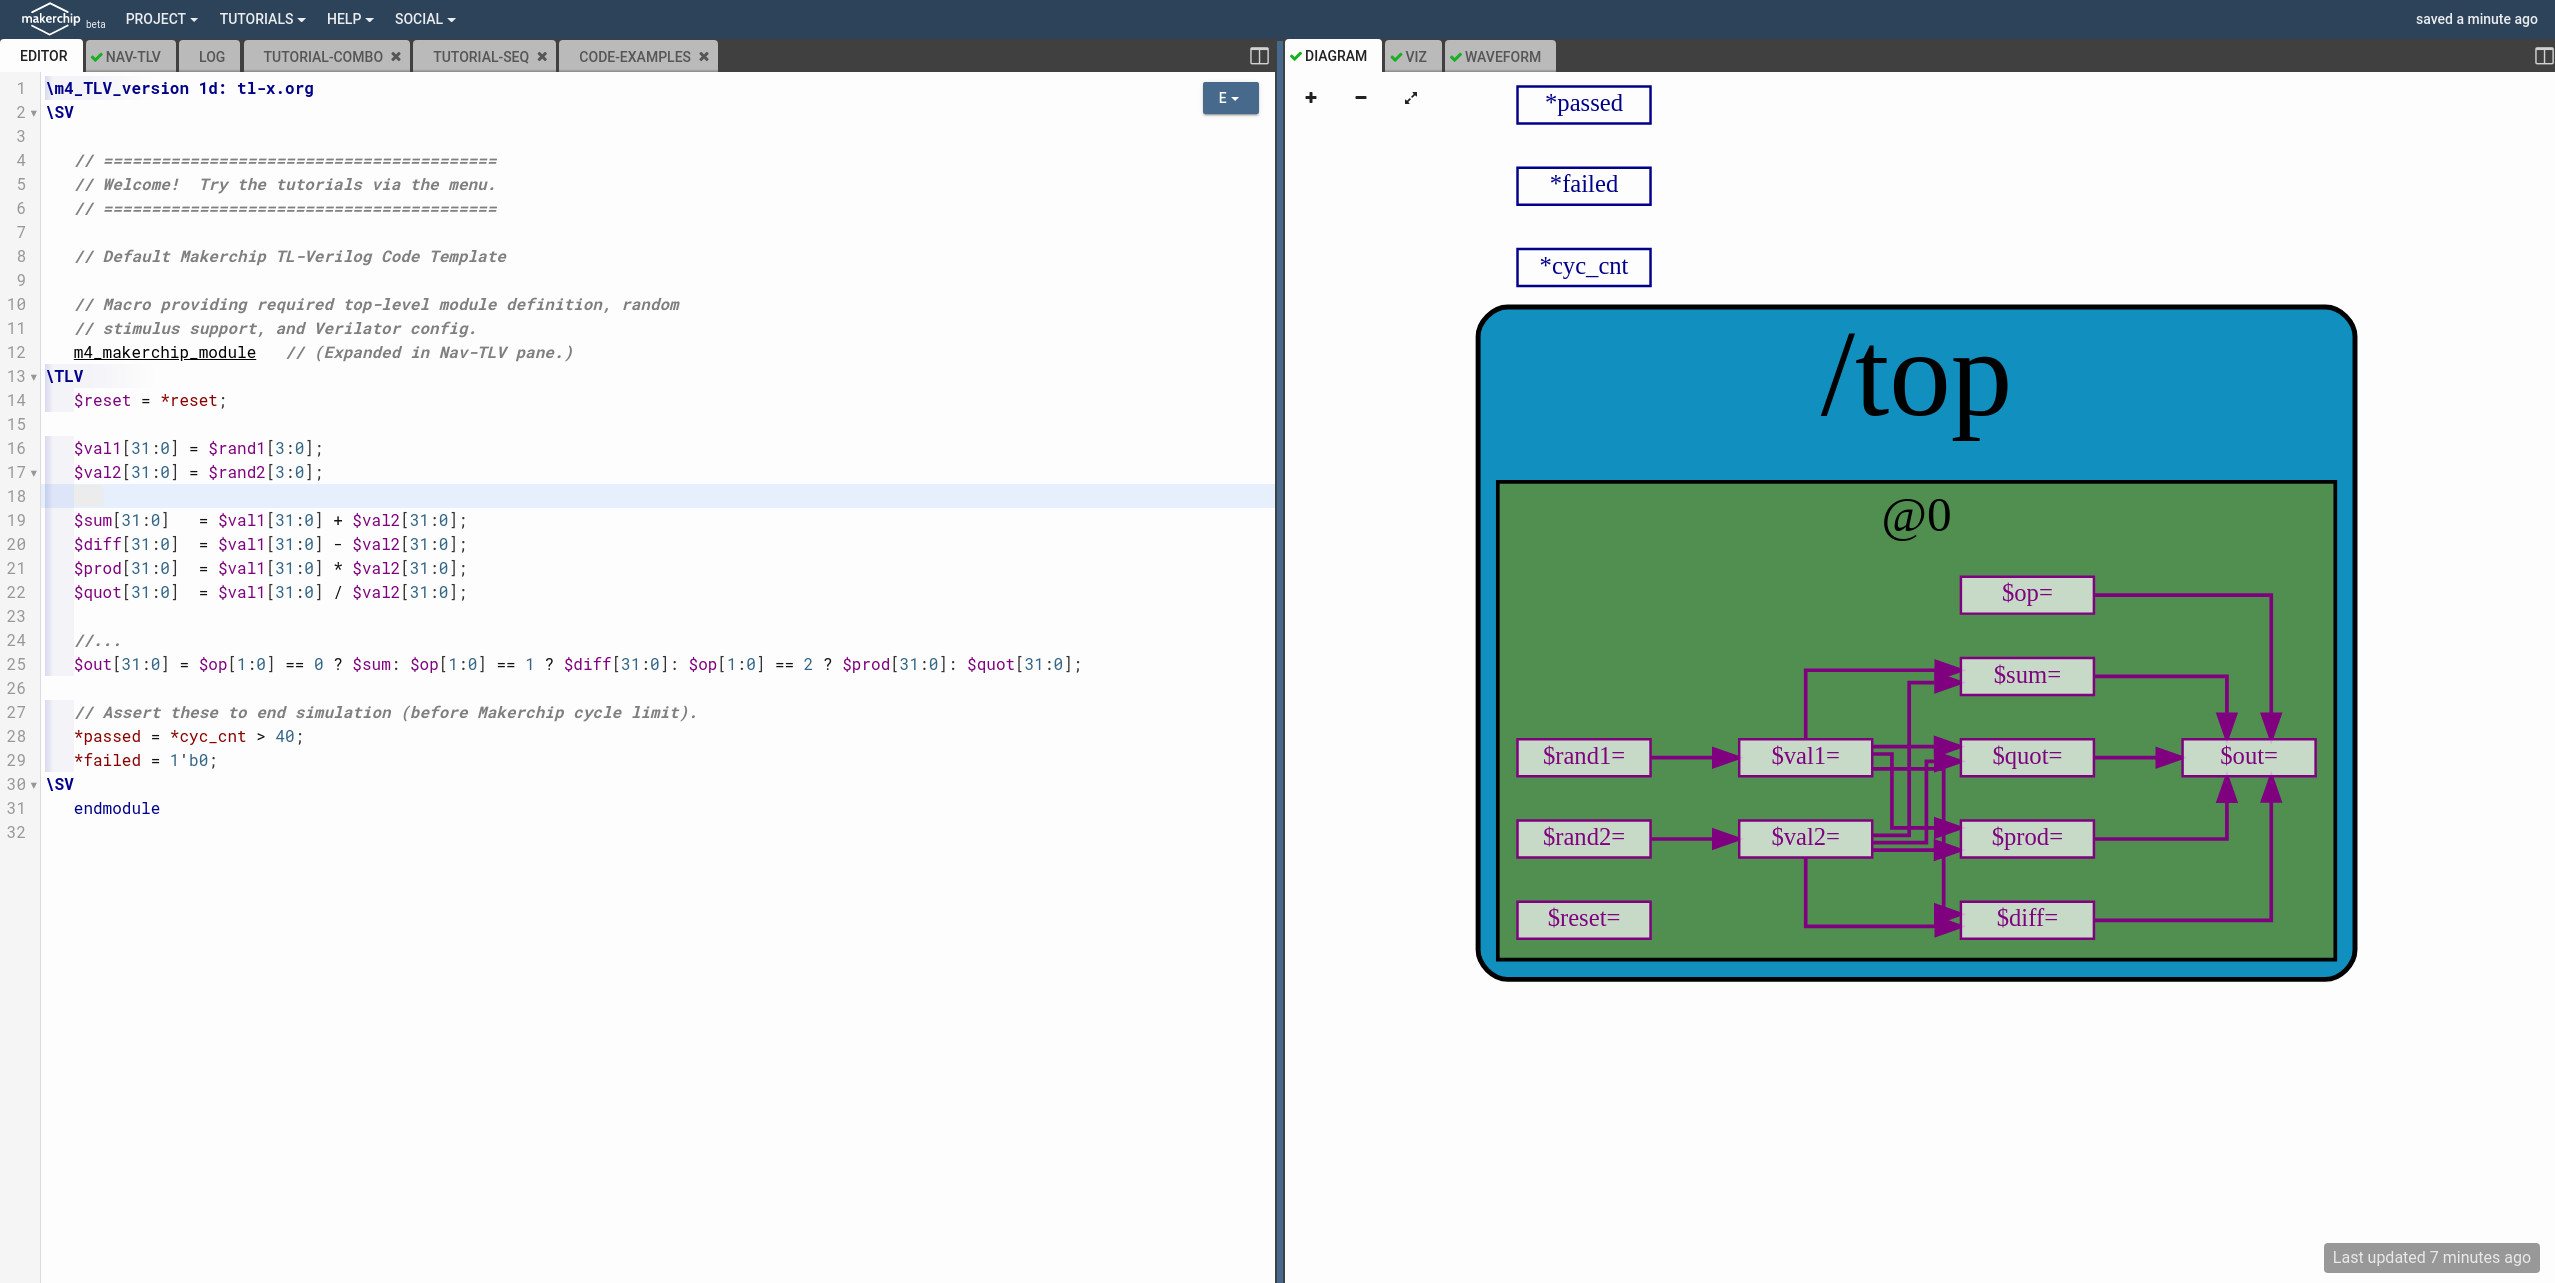 makerchip beta PROJECT TUTORIALS HELP SOCIAL saved a minute ago
EDITOR NAV-TLV LOG TUTORIAL-COMBO TUTORIAL-SEQ CODE-EXAMPLES
1 \m4_TLV_version 1d: tl-x.org
2 \SV
3
4 // =========================================
5 // Welcome!  Try the tutorials via the menu.
6 // =========================================
7
8 // Default Makerchip TL-Verilog Code Template
9
10 // Macro providing required top-level module definition, random
11 // stimulus support, and Verilator config.
12 m4_makerchip_module   // (Expanded in Nav-TLV pane.)
13 \TLV
14 $reset = *reset;
15
16 $val1[31:0] = $rand1[3:0];
17 $val2[31:0] = $rand2[3:0];
18
19 $sum[31:0]   = $val1[31:0] + $val2[31:0];
20 $diff[31:0]  = $val1[31:0] - $val2[31:0];
21 $prod[31:0]  = $val1[31:0] * $val2[31:0];
22 $quot[31:0]  = $val1[31:0] / $val2[31:0];
23
24 //...
25 $out[31:0] = $op[1:0] == 0 ? $sum: $op[1:0] == 1 ? $diff[31:0]: $op[1:0] == 2 ? $prod[31:0]: $quot[31:0];
26
27 // Assert these to end simulation (before Makerchip cycle limit).
28 *passed = *cyc_cnt > 40;
29 *failed = 1'b0;
30 \SV
31 endmodule
32
E
DIAGRAM VIZ WAVEFORM
*passed
*failed
*cyc_cnt
/top
@0
$op=
$sum=
$rand1= $val1= $quot= $out=
$rand2= $val2= $prod=
$reset= $diff=
Last updated 7 minutes ago